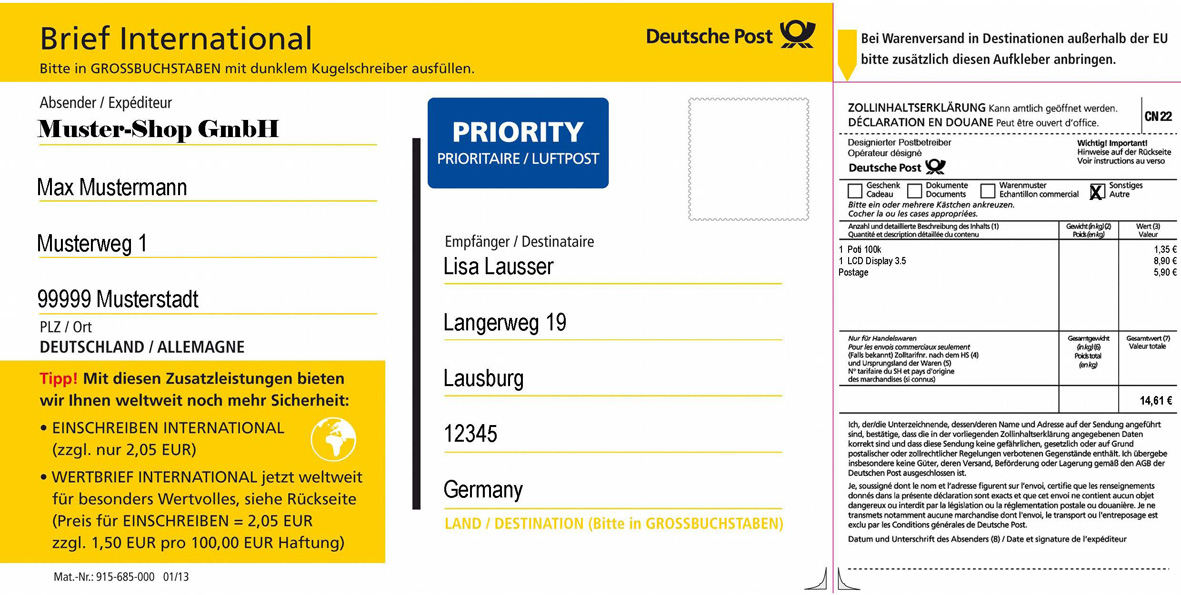 Brief International
Bitte in GROSSBUCHSTABEN mit dunklem Kugelschreiber ausfüllen.
Deutsche Post
Absender / Expéditeur
Muster-Shop GmbH
Max Mustermann
Musterweg 1
99999 Musterstadt
PLZ / Ort
DEUTSCHLAND / ALLEMAGNE
Tipp! Mit diesen Zusatzleistungen bieten
wir Ihnen weltweit noch mehr Sicherheit:
• EINSCHREIBEN INTERNATIONAL
(zzgl. nur 2,05 EUR)
• WERTBRIEF INTERNATIONAL jetzt weltweit
für besonders Wertvolles, siehe Rückseite
(Preis für EINSCHREIBEN = 2,05 EUR
zzgl. 1,50 EUR pro 100,00 EUR Haftung)
Mat.-Nr.: 915-685-000 01/13
PRIORITY
PRIORITAIRE / LUFTPOST
Empfänger / Destinataire
Lisa Lausser
Langerweg 19
Lausburg
12345
Germany
LAND / DESTINATION (Bitte in GROSSBUCHSTABEN)
Bei Warenversand in Destinationen außerhalb der EU
bitte zusätzlich diesen Aufkleber anbringen.
ZOLLINHALTSERKLÄRUNG Kann amtlich geöffnet werden.
DÉCLARATION EN DOUANE Peut être ouvert d'office.
CN 22
Designierter Postbetreiber
Opérateur désigné
Deutsche Post
Wichtig! Important!
Hinweise auf der Rückseite
Voir instructions au verso
Geschenk
Cadeau
Dokumente
Documents
Warenmuster
Echantillon commercial
X
Sonstiges
Autre
Bitte ein oder mehrere Kästchen ankreuzen.
Cocher la ou les cases appropriées.
Anzahl und detaillierte Beschreibung des Inhalts (1)
Quantité et description détaillée du contenu
Gewicht (in kg) (2)
Poids (en kg)
Wert (3)
Valeur
1 Poti 100k 1,35 €
1 LCD Display 3.5 8,90 €
Postage 5,90 €
Nur für Handelswaren
Pour les envois commerciaux seulement
(Falls bekannt) Zolltarifnr. nach dem HS (4)
und Ursprungsland der Waren (5)
N° tarifaire du SH et pays d'origine
des marchandises (si connus)
Gesamtgewicht
(in kg) (6)
Poids total
(en kg)
Gesamtwert (7)
Valeur totale
14,61 €
Ich, der/die Unterzeichnende, dessen/deren Name und Adresse auf der Sendung angeführt
sind, bestätige, dass die in der vorliegenden Zollinhaltserklärung angegebenen Daten
korrekt sind und dass diese Sendung keine gefährlichen, gesetzlich oder auf Grund
postalischer oder zollrechtlicher Regelungen verbotenen Gegenstände enthält. Ich übergebe
insbesondere keine Güter, deren Versand, Beförderung oder Lagerung gemäß den AGB der
Deutschen Post ausgeschlossen ist.
Je, soussigné dont le nom et l'adresse figurent sur l'envoi, certifie que les renseignements
donnés dans la présente déclaration sont exacts et que cet envoi ne contient aucun objet
dangereux ou interdit par la législation ou la réglementation postale ou douanière. Je ne
transmets notamment aucune marchandise dont l'envoi, le transport ou l'entreposage est
exclu par les Conditions générales de Deutsche Post.
Datum und Unterschrift des Absenders (8) / Date et signature de l'expéditeur